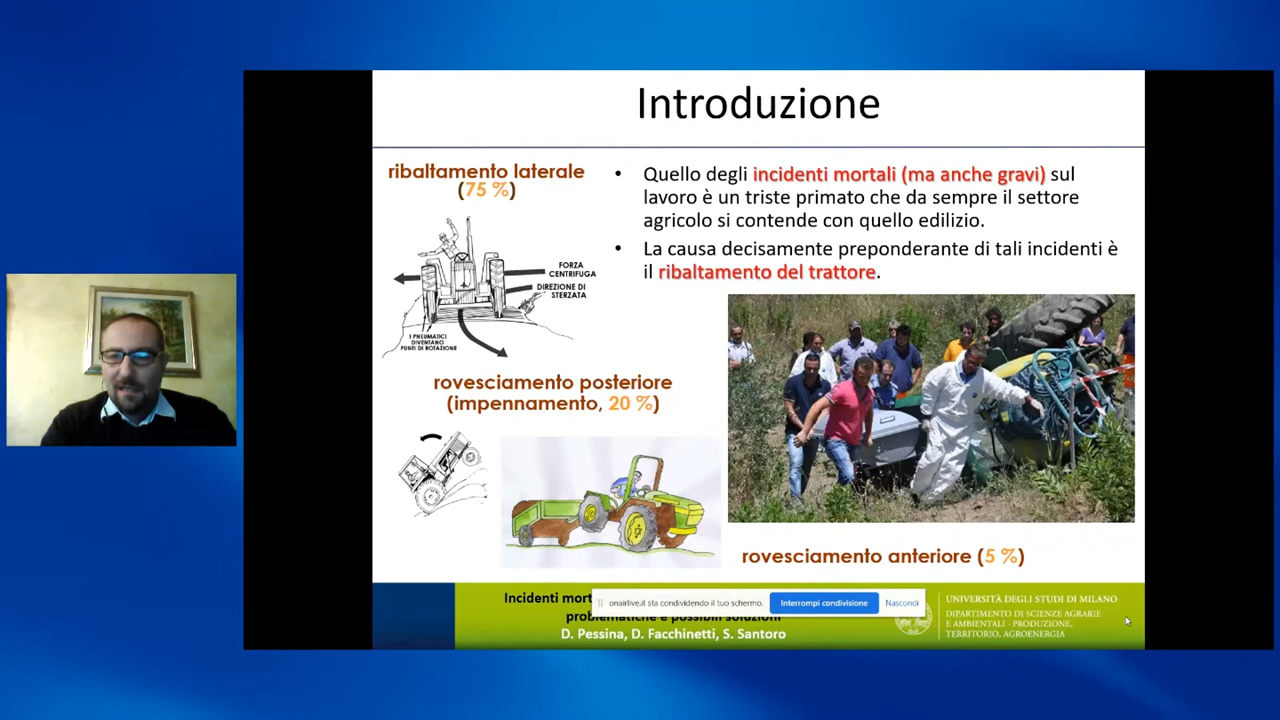 Introduzione
ribaltamento laterale
(75 %)
FORZA
CENTRIFUGA
DIREZIONE DI
STERZATA
I PNEUMATICI
DIVENTANO
PUNTI DI ROTAZIONE
rovesciamento posteriore
(impennamento, 20 %)
• Quello degli incidenti mortali (ma anche gravi) sul
lavoro è un triste primato che da sempre il settore
agricolo si contende con quello edilizio.
• La causa decisamente preponderante di tali incidenti è
il ribaltamento del trattore.
rovesciamento anteriore (5 %)
Incidenti mort
problematiche e possibili soluzioni
D. Pessina, D. Facchinetti, S. Santoro
onairlive.it sta condividendo il tuo schermo.
Interrompi condivisione
Nascondi
UNIVERSITÀ DEGLI STUDI DI MILANO
DIPARTIMENTO DI SCIENZE AGRARIE
E AMBIENTALI - PRODUZIONE,
TERRITORIO, AGROENERGIA